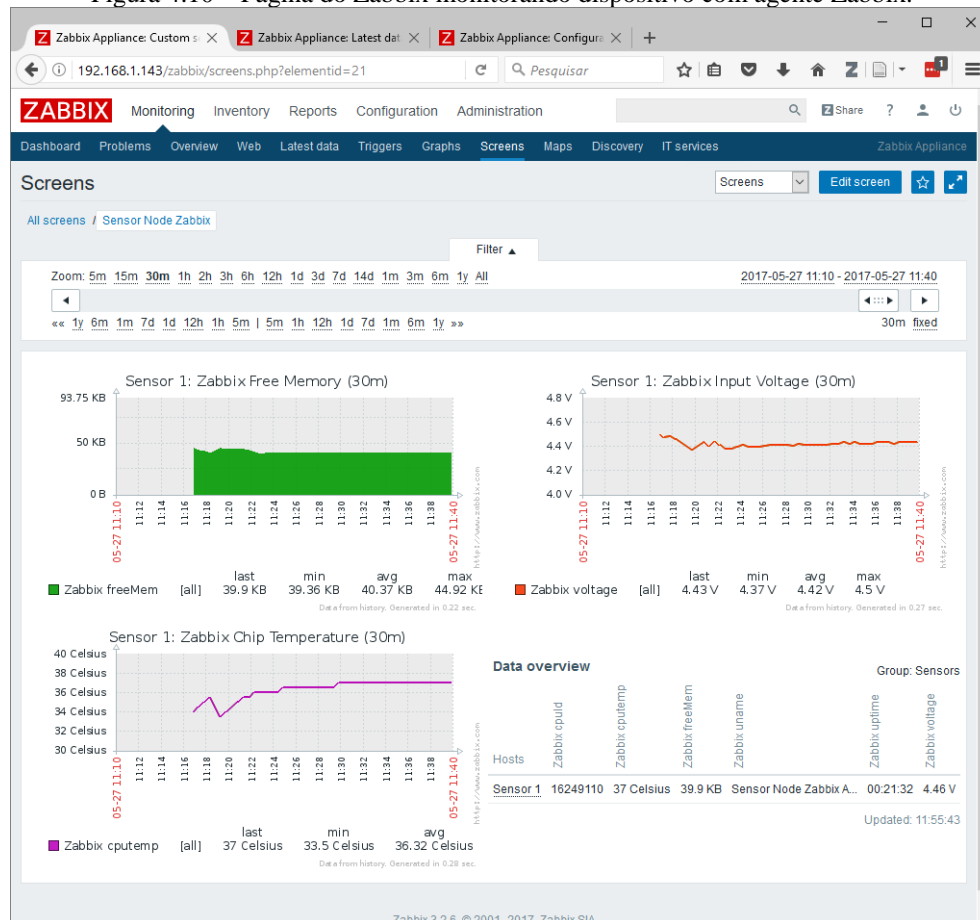 Figura 4.10 – Página do Zabbix monitorando dispositivo com agente Zabbix.
Zabbix Appliance: Custom s
Zabbix Appliance: Latest dat
Zabbix Appliance: Configura
192.168.1.143/zabbix/screens.php?elementid=21
Pesquisar
1
ZABBIX Monitoring Inventory Reports Configuration Administration Z Share ?
Dashboard Problems Overview Web Latest data Triggers Graphs Screens Maps Discovery IT services Zabbix Appliance
Screens Screens Edit screen
All screens / Sensor Node Zabbix
Filter ▲
Zoom: 5m 15m 30m 1h 2h 3h 6h 12h 1d 3d 7d 14d 1m 3m 6m 1y All 2017-05-27 11:10 - 2017-05-27 11:40
«« 1y 6m 1m 7d 1d 12h 1h 5m | 5m 1h 12h 1d 7d 1m 6m 1y »» 30m fixed
Sensor 1: Zabbix Free Memory (30m)
93.75 KB
50 KB
0 B
05-27 11:10 11:12 11:14 11:16 11:18 11:20 11:22 11:24 11:26 11:28 11:30 11:32 11:34 11:36 11:38 05-27 11:40
http://www.zabbix.com
last min avg max
Zabbix freeMem [all] 39.9 KB 39.36 KB 40.37 KB 44.92 KE
Data from history. Generated in 0.22 sec.
Sensor 1: Zabbix Input Voltage (30m)
4.8 V
4.6 V
4.4 V
4.2 V
4.0 V
05-27 11:10 11:12 11:14 11:16 11:18 11:20 11:22 11:24 11:26 11:28 11:30 11:32 11:34 11:36 11:38 05-27 11:40
http://www.zabbix.com
last min avg max
Zabbix voltage [all] 4.43 V 4.37 V 4.42 V 4.5 V
Data from history. Generated in 0.27 sec.
Sensor 1: Zabbix Chip Temperature (30m)
40 Celsius
38 Celsius
36 Celsius
34 Celsius
32 Celsius
30 Celsius
05-27 11:10 11:12 11:14 11:16 11:18 11:20 11:22 11:24 11:26 11:28 11:30 11:32 11:34 11:36 11:38 05-27 11:40
http://www.zabbix.com
last min avg
Zabbix cputemp [all] 37 Celsius 33.5 Celsius 36.32 Celsius
Data from history. Generated in 0.28 sec.
Data overview Group: Sensors
Hosts Zabbix cpuid Zabbix cputemp Zabbix freeMem Zabbix uname Zabbix uptime Zabbix voltage
Sensor 1 16249110 37 Celsius 39.9 KB Sensor Node Zabbix A... 00:21:32 4.46 V
Updated: 11:55:43
Zabbix 3.2.6. © 2001–2017, Zabbix SIA